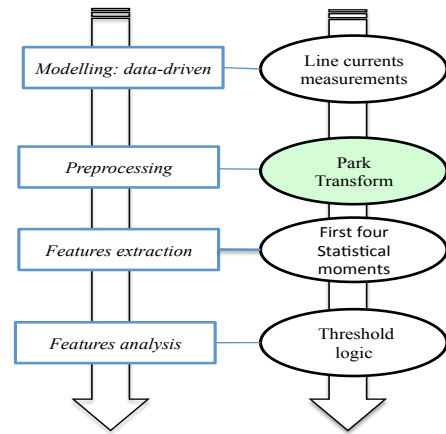 Modelling: data-driven
Line currents
measurements
Preprocessing
Park
Transform
Features extraction
First four
Statistical
moments
Features analysis
Threshold
logic